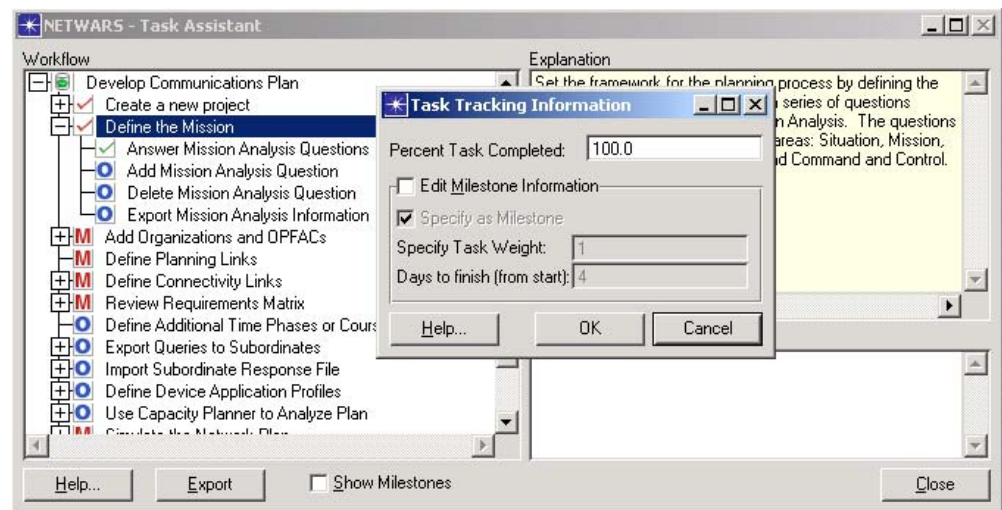 NETWARS - Task Assistant
Workflow
Develop Communications Plan
Create a new project
Define the Mission
Answer Mission Analysis Questions
Add Mission Analysis Question
Delete Mission Analysis Question
Export Mission Analysis Information
M Add Organizations and OPFACs
M Define Planning Links
M Define Connectivity Links
M Review Requirements Matrix
Define Additional Time Phases or Cours
Export Queries to Subordinates
Import Subordinate Response File
Define Device Application Profiles
Use Capacity Planner to Analyze Plan
M Simulate the Network Plan
Explanation
Set the framework for the planning process by defining the
series of questions
n Analysis. The questions
areas: Situation, Mission,
d Command and Control.
Task Tracking Information
Percent Task Completed: 100.0
Edit Milestone Information
Specify as Milestone
Specify Task Weight: 1
Days to finish (from start): 4
Help... OK Cancel
Help... Export Show Milestones Close